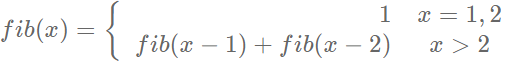 fib(x) = { 1    x = 1, 2
fib(x − 1) + fib(x − 2)    x > 2